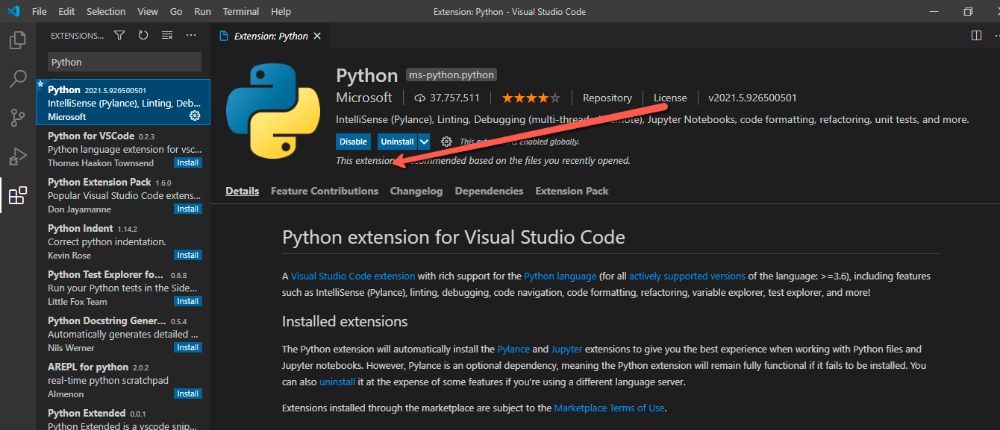 File Edit Selection View Go Run Terminal Help
Extension: Python - Visual Studio Code
EXTENSIONS...
Python
Python 2021.5.926500501
IntelliSense (Pylance), Linting, Deb...
Microsoft
Python for VSCode 0.2.3
Python language extension for vsc...
Thomas Haakon Townsend Install
Python Extension Pack 1.6.0
Popular Visual Studio Code extens...
Don Jayamanne Install
Python Indent 1.14.2
Correct python indentation.
Kevin Rose Install
Python Test Explorer fo... 0.6.8
Run your Python tests in the Side...
Little Fox Team Install
Python Docstring Gener... 0.5.4
Automatically generates detailed ...
Nils Werner Install
AREPL for python 2.0.2
real-time python scratchpad
Almenon Install
Python Extended 0.0.1
Python Extended is a vscode snip...
Extension: Python
Python ms-python.python
Microsoft 37,757,511 Repository License v2021.5.926500501
IntelliSense (Pylance), Linting, Debugging (multi-threaded, remote), Jupyter Notebooks, code formatting, refactoring, unit tests, and more.
Disable Uninstall This extension is enabled globally.
This extension recommended based on the files you recently opened.
Details Feature Contributions Changelog Dependencies Extension Pack
Python extension for Visual Studio Code
A Visual Studio Code extension with rich support for the Python language (for all actively supported versions of the language: >=3.6), including features
such as IntelliSense (Pylance), linting, debugging, code navigation, code formatting, refactoring, variable explorer, test explorer, and more!
Installed extensions
The Python extension will automatically install the Pylance and Jupyter extensions to give you the best experience when working with Python files and
Jupyter notebooks. However, Pylance is an optional dependency, meaning the Python extension will remain fully functional if it fails to be installed. You
can also uninstall it at the expense of some features if you're using a different language server.
Extensions installed through the marketplace are subject to the Marketplace Terms of Use.